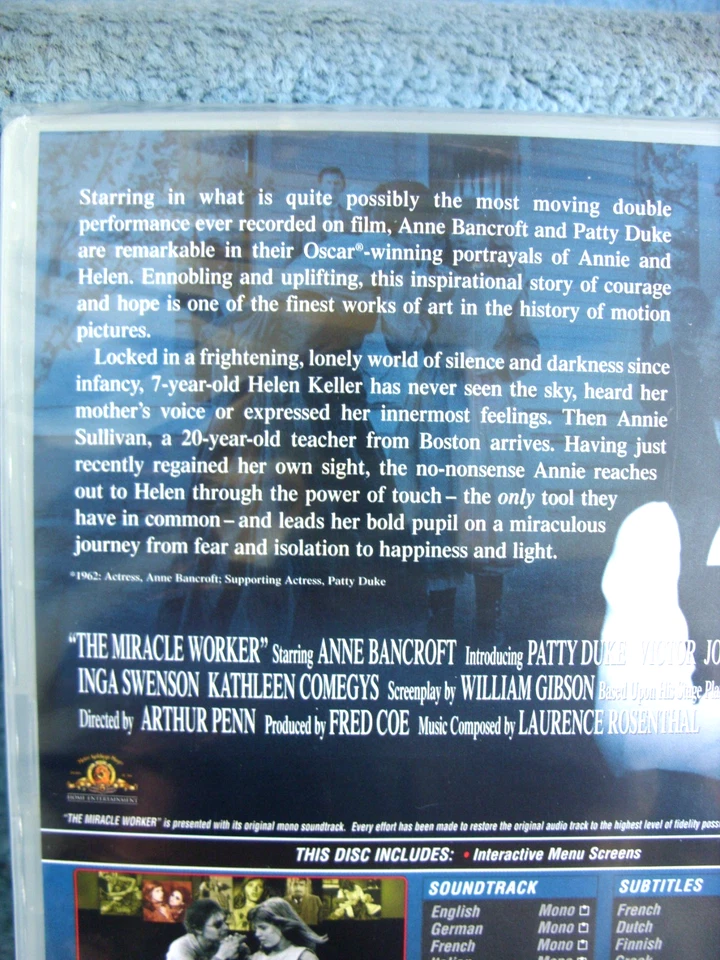 Starring in what is quite possibly the most moving double
performance ever recorded on film, Anne Bancroft and Patty Duke
are remarkable in their Oscar®-winning portrayals of Annie and
Helen. Ennobling and uplifting, this inspirational story of courage
and hope is one of the finest works of art in the history of motion
pictures.
Locked in a frightening, lonely world of silence and darkness since
infancy, 7-year-old Helen Keller has never seen the sky, heard her
mother's voice or expressed her innermost feelings. Then Annie
Sullivan, a 20-year-old teacher from Boston arrives. Having just
recently regained her own sight, the no-nonsense Annie reaches
out to Helen through the power of touch – the only tool they
have in common – and leads her bold pupil on a miraculous
journey from fear and isolation to happiness and light.
*1962: Actress, Anne Bancroft; Supporting Actress, Patty Duke
"THE MIRACLE WORKER" Starring ANNE BANCROFT Introducing PATTY DUKE VICTOR JO
INGA SWENSON KATHLEEN COMEGYS Screenplay by WILLIAM GIBSON Based Upon His Stage Pla
Directed by ARTHUR PENN Produced by FRED COE Music Composed by LAURENCE ROSENTHAL
HOME ENTERTAINMENT
"THE MIRACLE WORKER" is presented with its original mono soundtrack. Every effort has been made to restore the original audio track to the highest level of fidelity poss
THIS DISC INCLUDES: • Interactive Menu Screens
SOUNDTRACK
English Mono
German Mono
French Mono
SUBTITLES
French
Dutch
Finnish